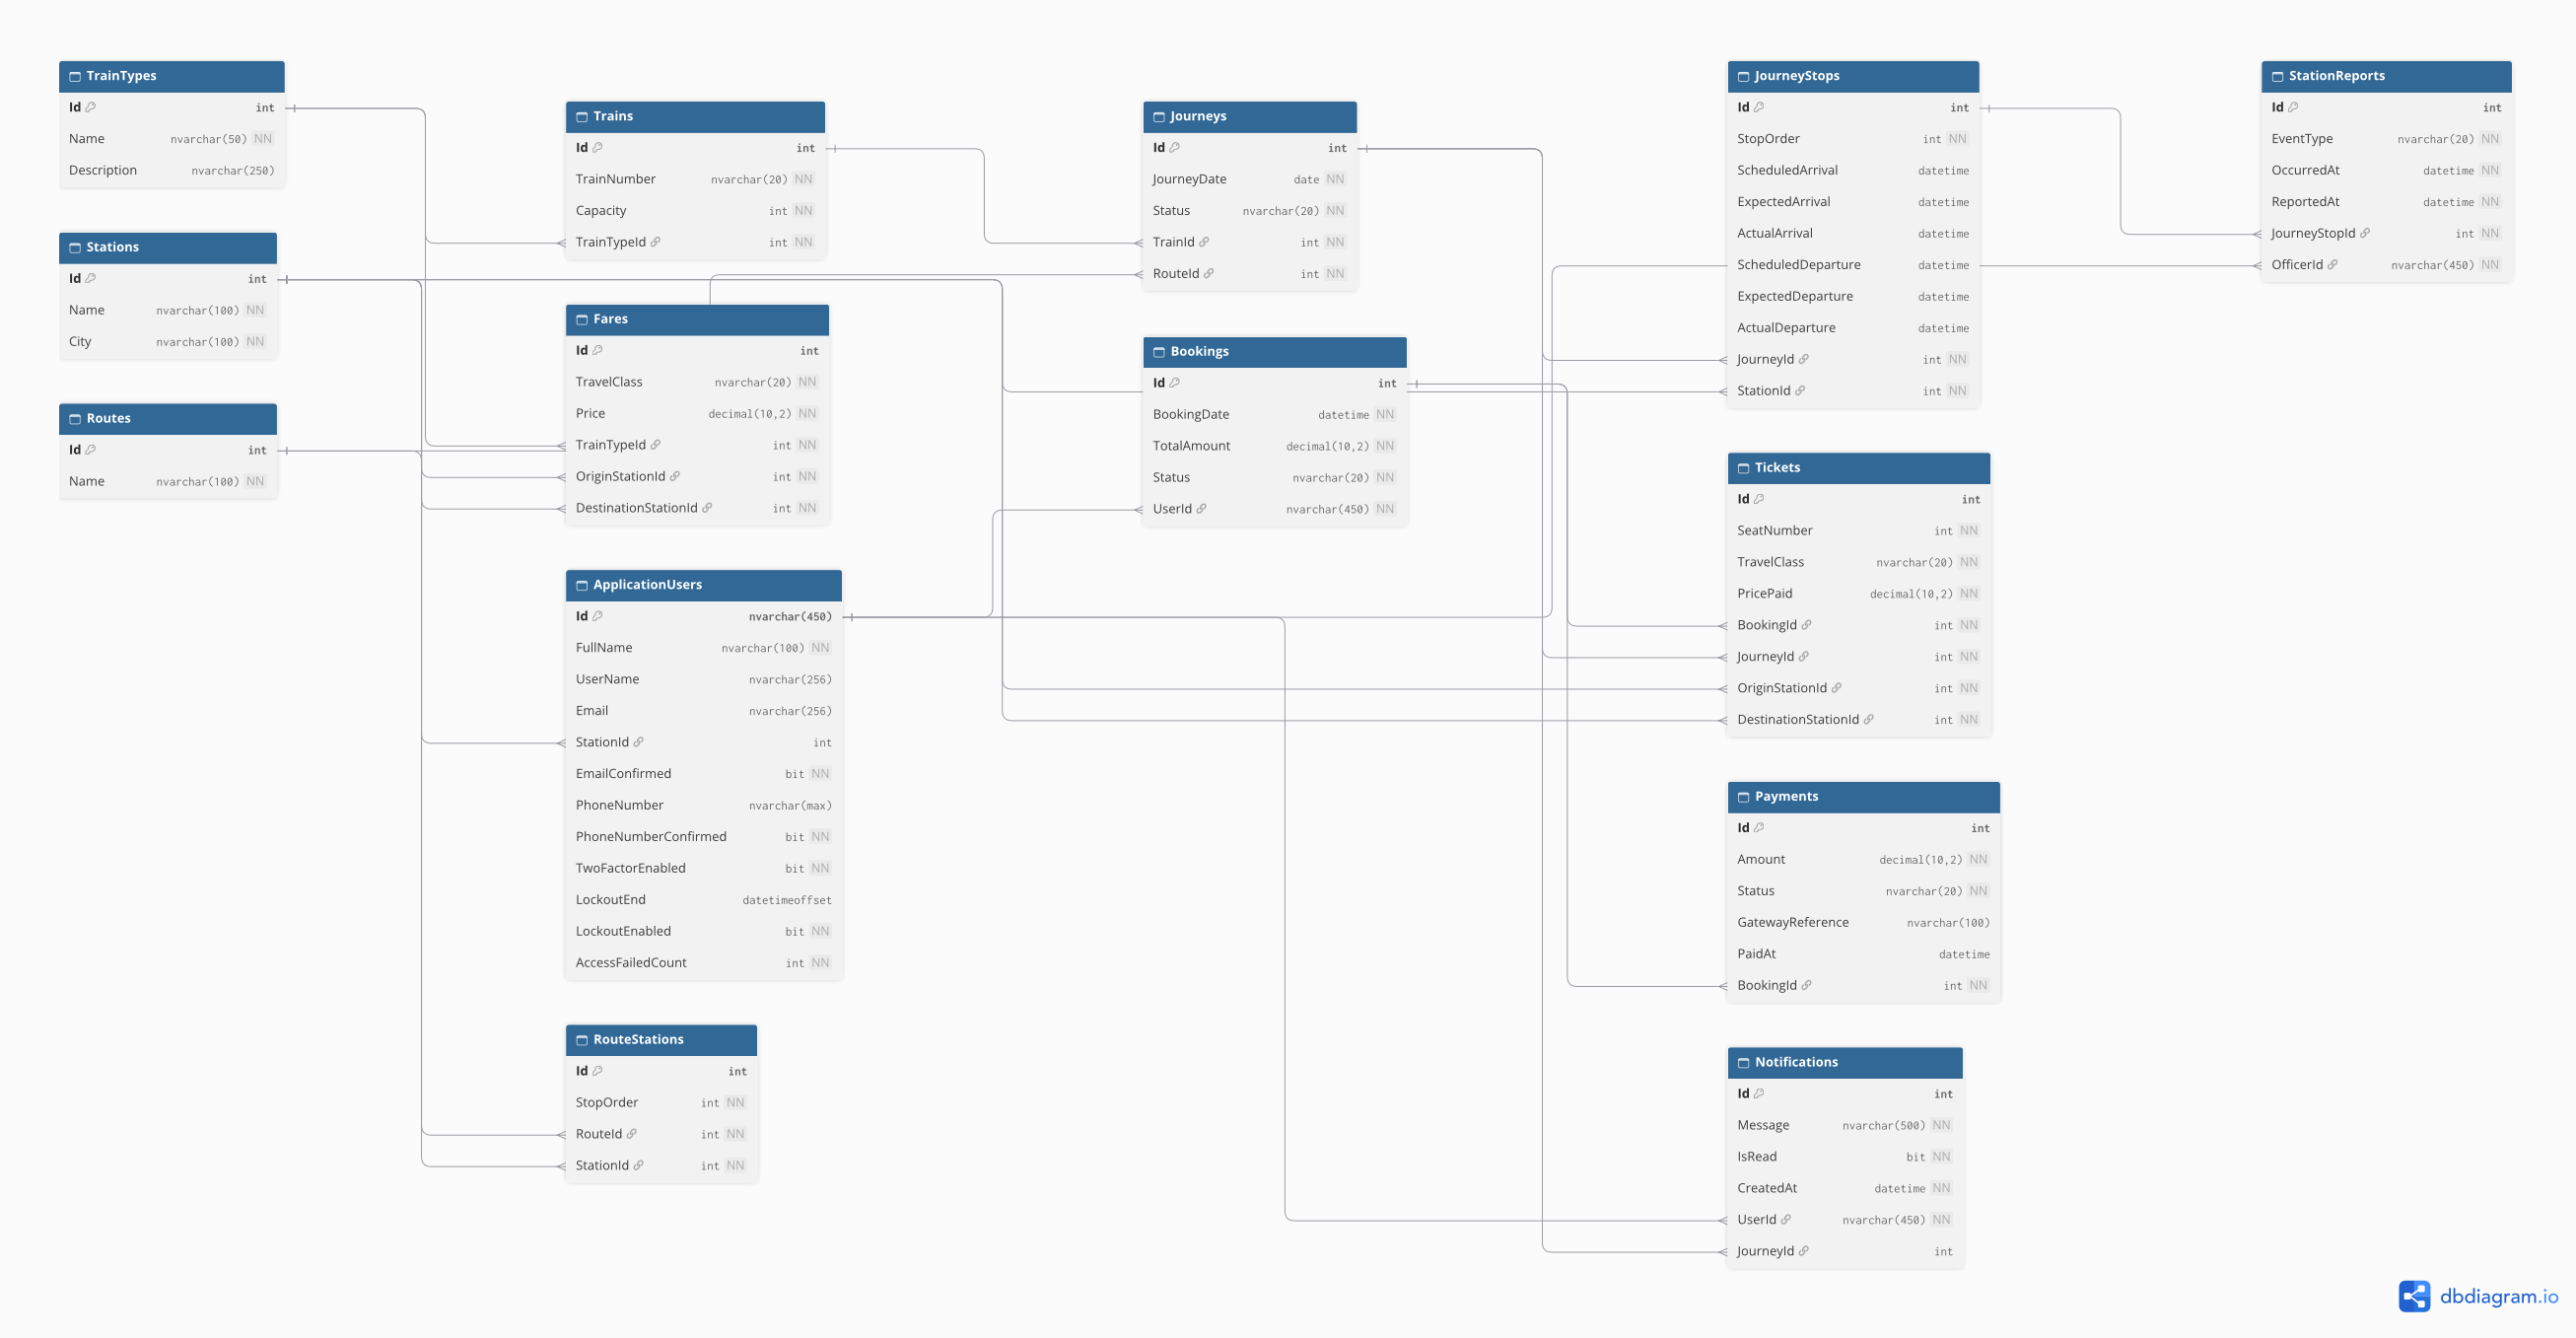 TrainTypes
Id int
Name nvarchar(50) NN
Description nvarchar(250)
Stations
Id int
Name nvarchar(100) NN
City nvarchar(100) NN
Routes
Id int
Name nvarchar(100) NN
Trains
Id int
TrainNumber nvarchar(20) NN
Capacity int NN
TrainTypeId int NN
Fares
Id int
TravelClass nvarchar(20) NN
Price decimal(10,2) NN
TrainTypeId int NN
OriginStationId int NN
DestinationStationId int NN
ApplicationUsers
Id nvarchar(450)
FullName nvarchar(100) NN
UserName nvarchar(256)
Email nvarchar(256)
StationId int
EmailConfirmed bit NN
PhoneNumber nvarchar(max)
PhoneNumberConfirmed bit NN
TwoFactorEnabled bit NN
LockoutEnd datetimeoffset
LockoutEnabled bit NN
AccessFailedCount int NN
RouteStations
Id int
StopOrder int NN
RouteId int NN
StationId int NN
Journeys
Id int
JourneyDate date NN
Status nvarchar(20) NN
TrainId int NN
RouteId int NN
Bookings
Id int
BookingDate datetime NN
TotalAmount decimal(10,2) NN
Status nvarchar(20) NN
UserId nvarchar(450) NN
JourneyStops
Id int
StopOrder int NN
ScheduledArrival datetime
ExpectedArrival datetime
ActualArrival datetime
ScheduledDeparture datetime
ExpectedDeparture datetime
ActualDeparture datetime
JourneyId int NN
StationId int NN
Tickets
Id int
SeatNumber int NN
TravelClass nvarchar(20) NN
PricePaid decimal(10,2) NN
BookingId int NN
JourneyId int NN
OriginStationId int NN
DestinationStationId int NN
Payments
Id int
Amount decimal(10,2) NN
Status nvarchar(20) NN
GatewayReference nvarchar(100)
PaidAt datetime
BookingId int NN
Notifications
Id int
Message nvarchar(500) NN
IsRead bit NN
CreatedAt datetime NN
UserId nvarchar(450) NN
JourneyId int
StationReports
Id int
EventType nvarchar(20) NN
OccurredAt datetime NN
ReportedAt datetime NN
JourneyStopId int NN
OfficerId nvarchar(450) NN
dbdiagram.io